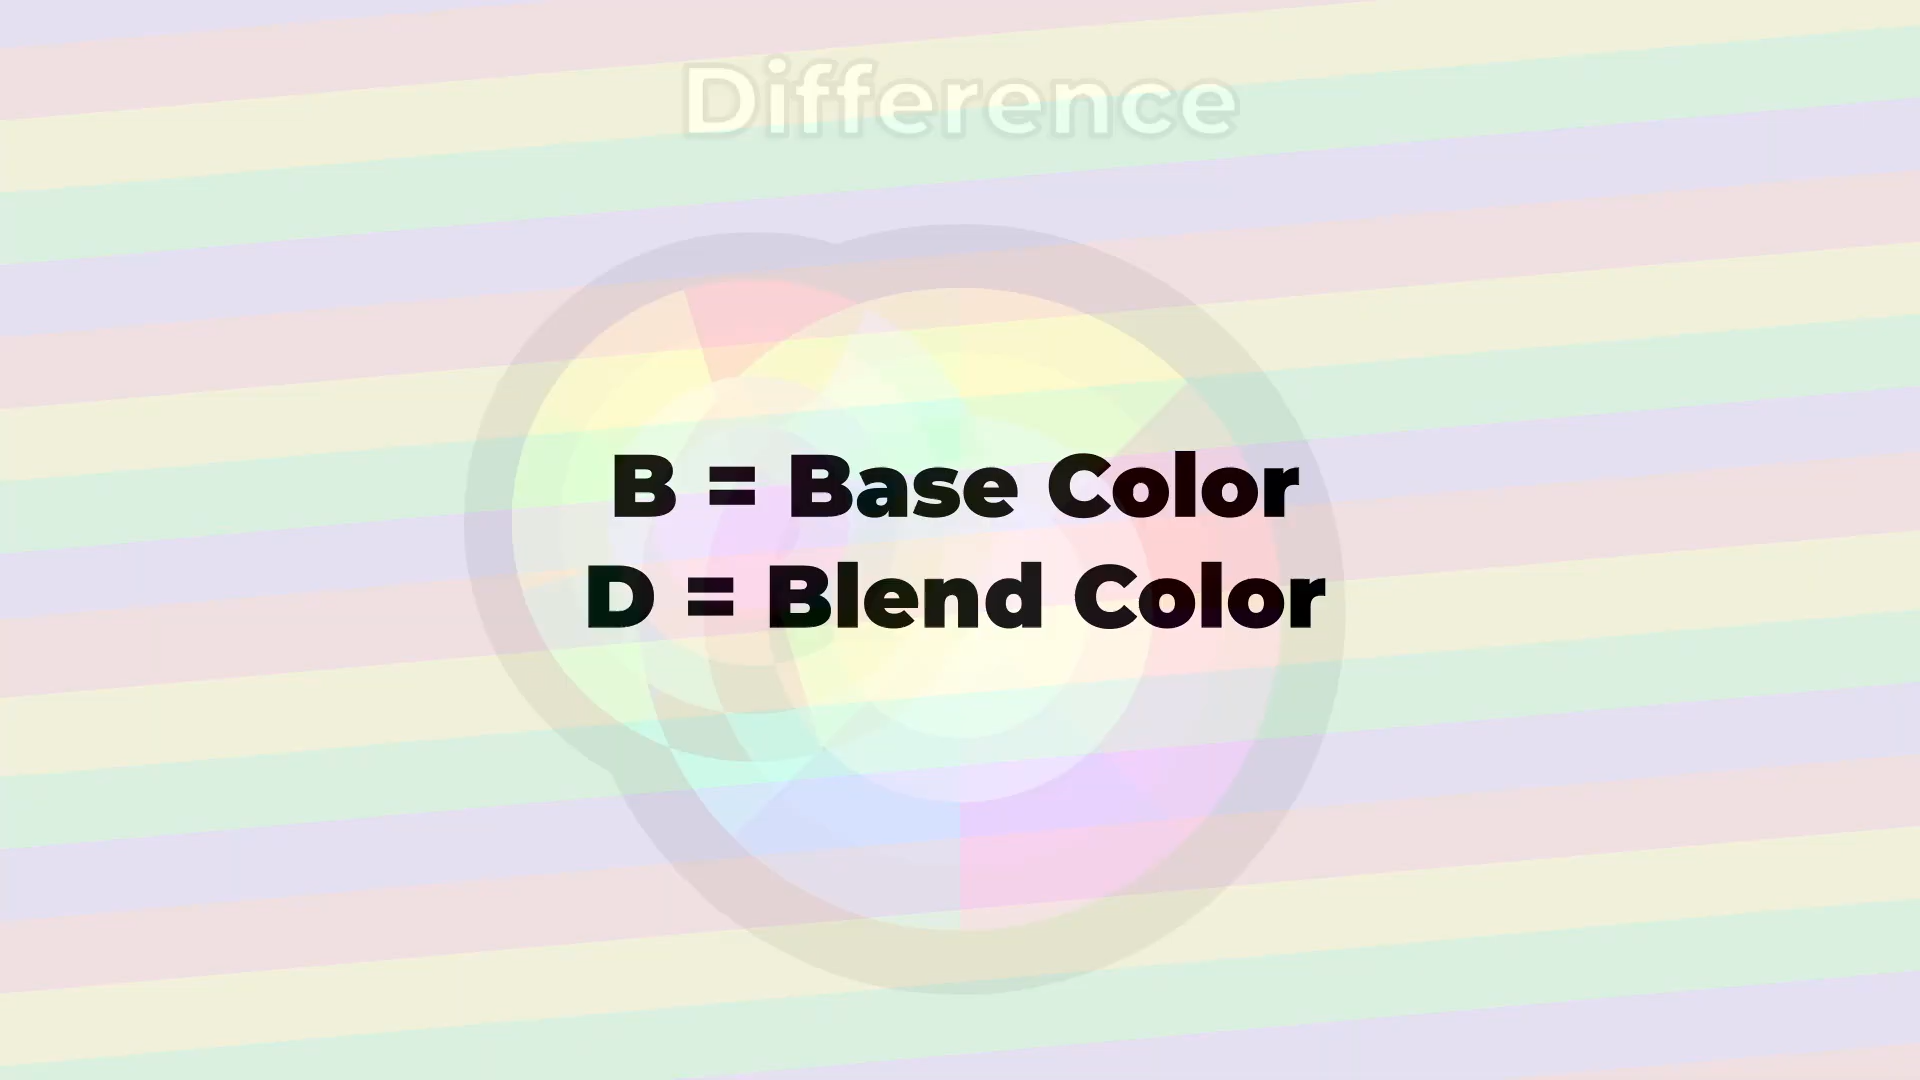 Difference
B = Base Color
D = Blend Color